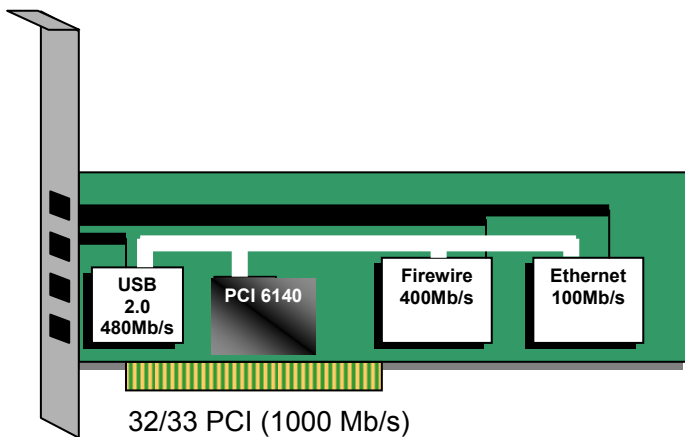 USB
2.0
480Mb/s
PCI 6140
Firewire
400Mb/s
Ethernet
100Mb/s
32/33 PCI (1000 Mb/s)